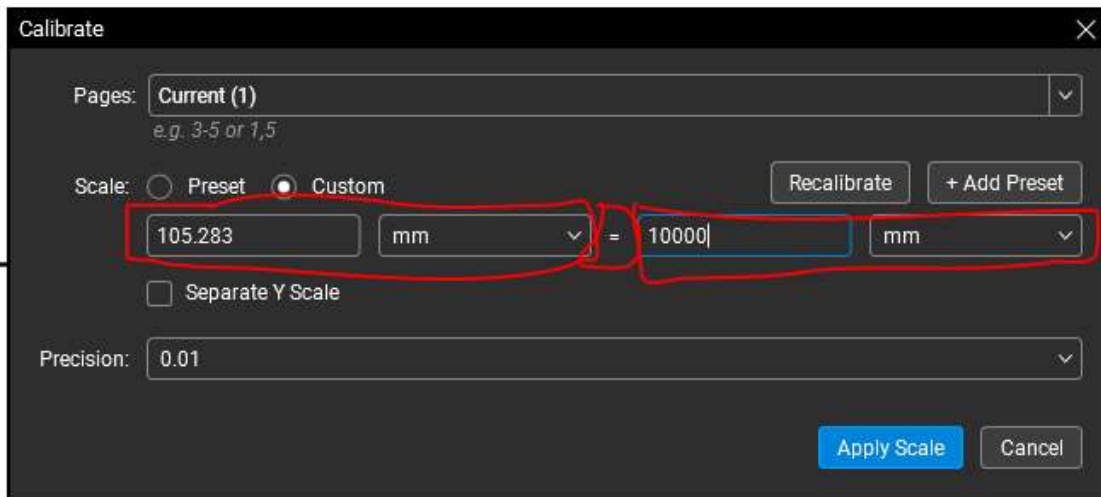 Calibrate
Pages: Current (1)
e.g. 3-5 or 1,5
Scale: Preset Custom Recalibrate + Add Preset
105.283 mm = 10000 mm
Separate Y Scale
Precision: 0.01
Apply Scale Cancel